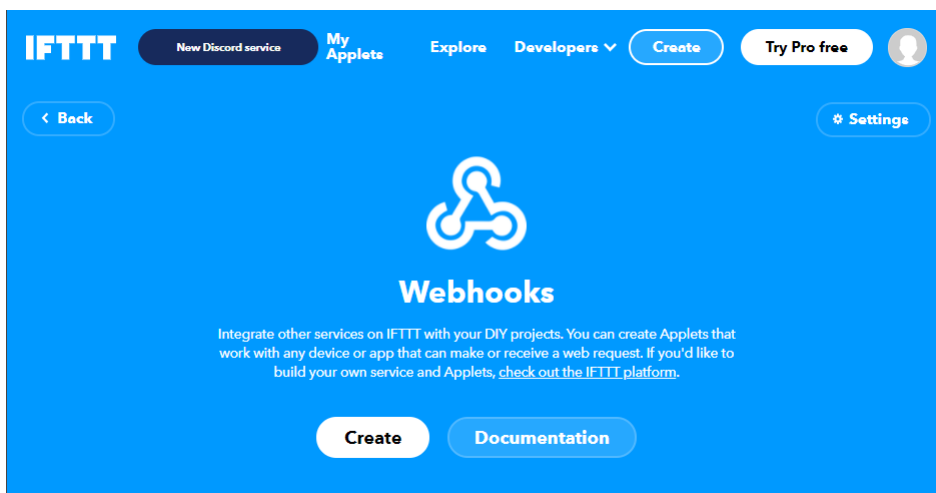 IFTTT
New Discord service
My Applets
Explore
Developers
Create
Try Pro free
Back
Settings
Webhooks
Integrate other services on IFTTT with your DIY projects. You can create Applets that
work with any device or app that can make or receive a web request. If you'd like to
build your own service and Applets, check out the IFTTT platform.
Create
Documentation